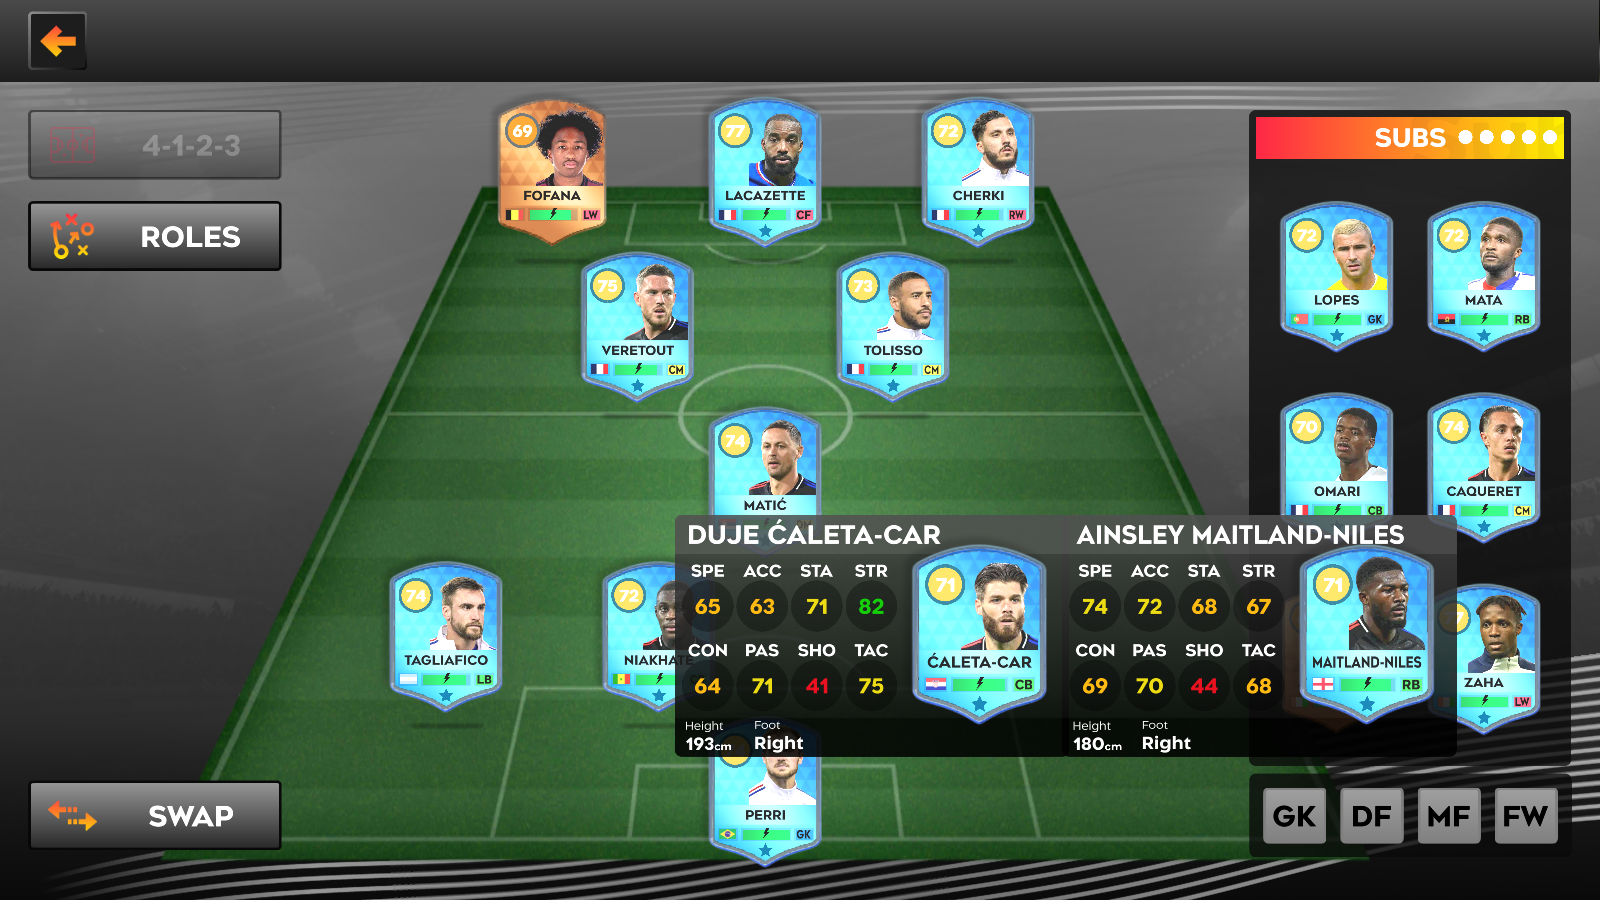 4-1-2-3
ROLES
SWAP
69
FOFANA
LW
77
LACAZETTE
CF
72
CHERKI
RW
75
VERETOUT
CM
73
TOLISSO
CM
74
MATIĆ
74
TAGLIAFICO
LB
72
NIAKHATE
PERRI
GK
DUJE ĆALETA-CAR
SPE ACC STA STR
65 63 71 82
CON PAS SHO TAC
64 71 41 75
Height Foot
193cm Right
71
ĆALETA-CAR
CB
AINSLEY MAITLAND-NILES
SPE ACC STA STR
74 72 68 67
CON PAS SHO TAC
69 70 44 68
Height Foot
180cm Right
71
MAITLAND-NILES
RB
SUBS
72
LOPES
GK
72
MATA
RB
70
OMARI
CB
74
CAQUERET
CM
ZAHA
LW
GK DF MF FW